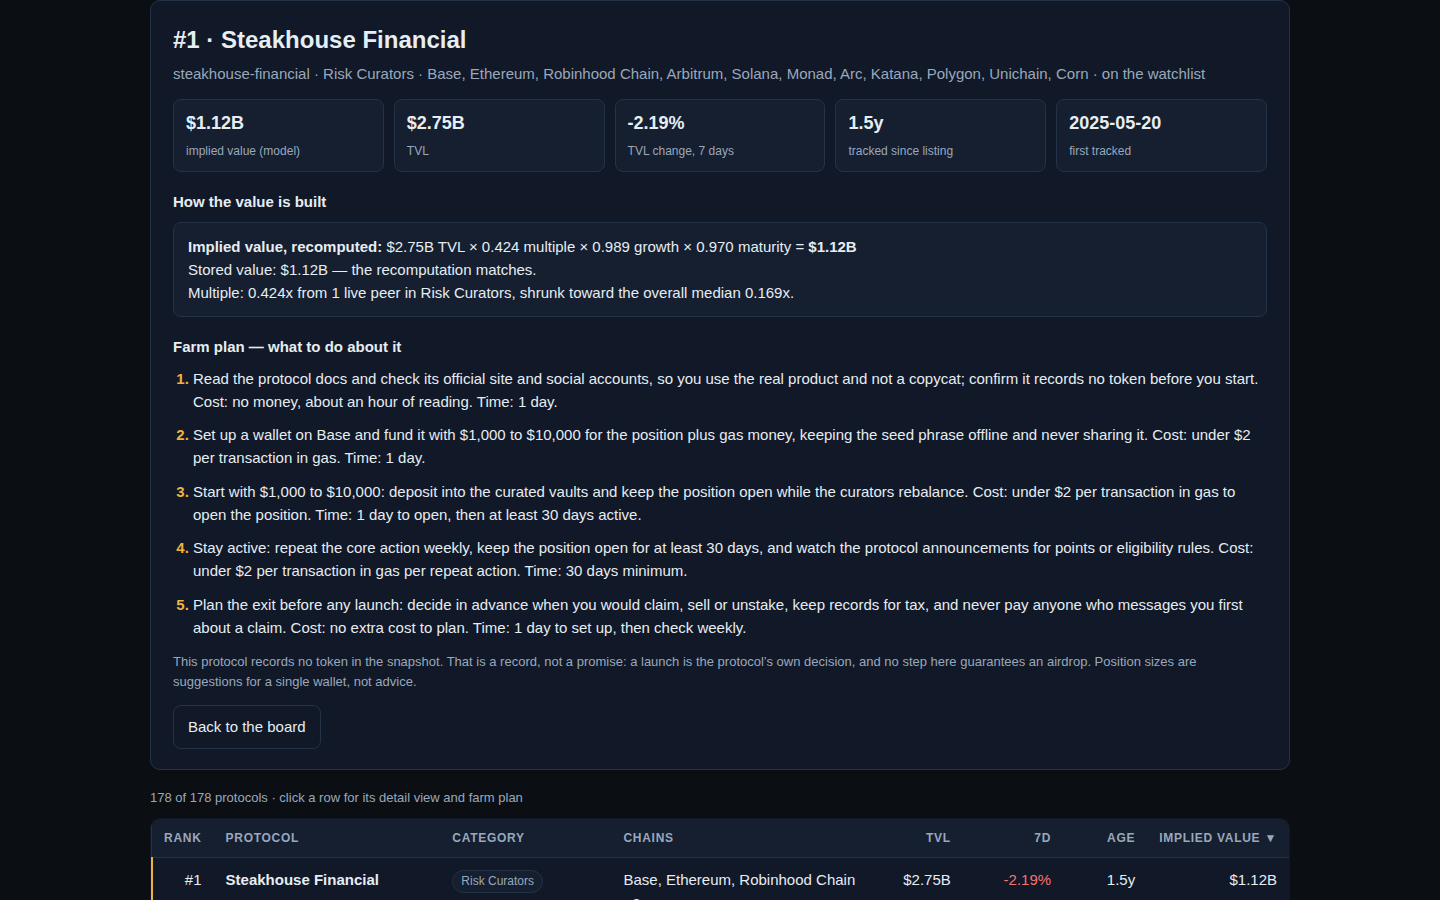 #1 · Steakhouse Financial
steakhouse-financial · Risk Curators · Base, Ethereum, Robinhood Chain, Arbitrum, Solana, Monad, Arc, Katana, Polygon, Unichain, Corn · on the watchlist
$1.12B
implied value (model)
$2.75B
TVL
-2.19%
TVL change, 7 days
1.5y
tracked since listing
2025-05-20
first tracked
How the value is built
Implied value, recomputed: $2.75B TVL × 0.424 multiple × 0.989 growth × 0.970 maturity = $1.12B
Stored value: $1.12B — the recomputation matches.
Multiple: 0.424x from 1 live peer in Risk Curators, shrunk toward the overall median 0.169x.
Farm plan — what to do about it
1. Read the protocol docs and check its official site and social accounts, so you use the real product and not a copycat; confirm it records no token before you start.
Cost: no money, about an hour of reading. Time: 1 day.
2. Set up a wallet on Base and fund it with $1,000 to $10,000 for the position plus gas money, keeping the seed phrase offline and never sharing it. Cost: under $2
per transaction in gas. Time: 1 day.
3. Start with $1,000 to $10,000: deposit into the curated vaults and keep the position open while the curators rebalance. Cost: under $2 per transaction in gas to
open the position. Time: 1 day to open, then at least 30 days active.
4. Stay active: repeat the core action weekly, keep the position open for at least 30 days, and watch the protocol announcements for points or eligibility rules. Cost:
under $2 per transaction in gas per repeat action. Time: 30 days minimum.
5. Plan the exit before any launch: decide in advance when you would claim, sell or unstake, keep records for tax, and never pay anyone who messages you first
about a claim. Cost: no extra cost to plan. Time: 1 day to set up, then check weekly.
This protocol records no token in the snapshot. That is a record, not a promise: a launch is the protocol's own decision, and no step here guarantees an airdrop. Position sizes are
suggestions for a single wallet, not advice.
Back to the board
178 of 178 protocols · click a row for its detail view and farm plan
RANK PROTOCOL CATEGORY CHAINS TVL 7D AGE IMPLIED VALUE ▼
#1 Steakhouse Financial Risk Curators Base, Ethereum, Robinhood Chain $2.75B -2.19% 1.5y $1.12B